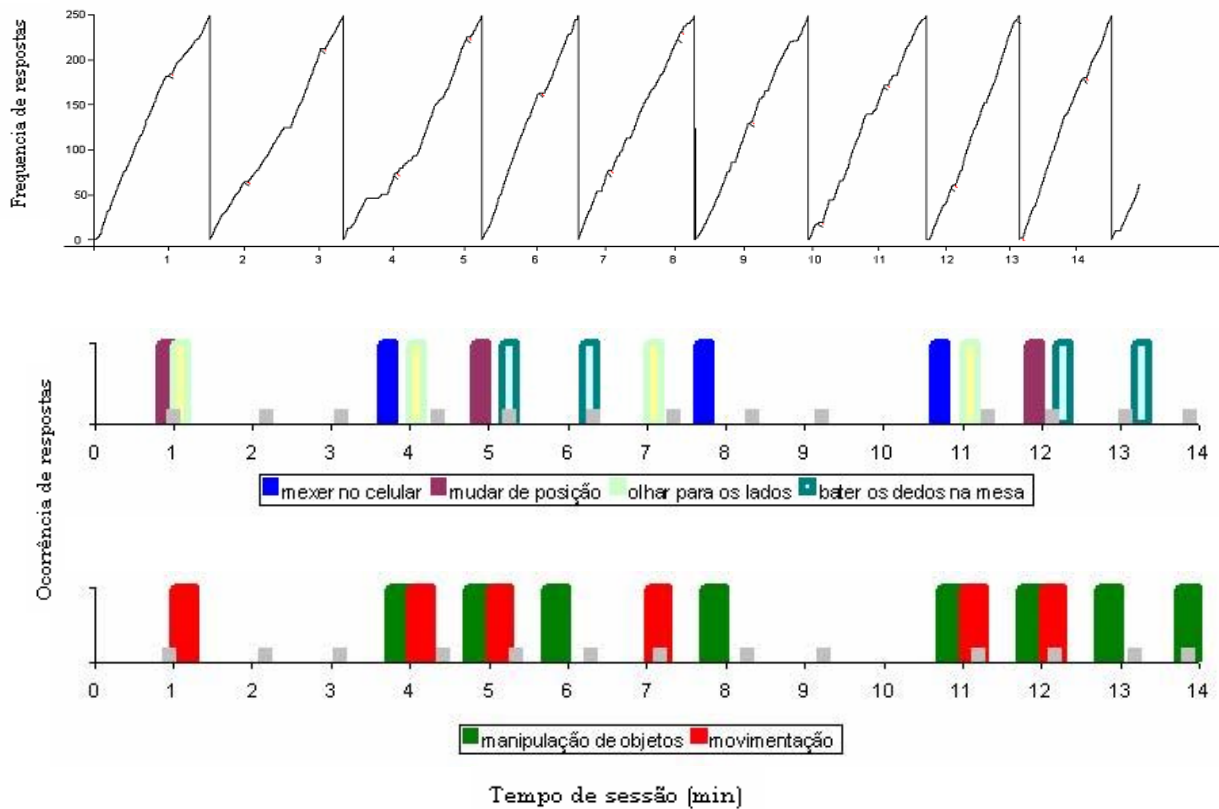 Frequencia de respostas
250
200
150
100
50
0
1 2 3 4 5 6 7 8 9 10 11 12 13 14
Ocorrência de respostas
0 1 2 3 4 5 6 7 8 9 10 11 12 13 14
mexer no celular mudar de posição olhar para os lados bater os dedos na mesa
0 1 2 3 4 5 6 7 8 9 10 11 12 13 14
manipulação de objetos movimentação
Tempo de sessão (min)